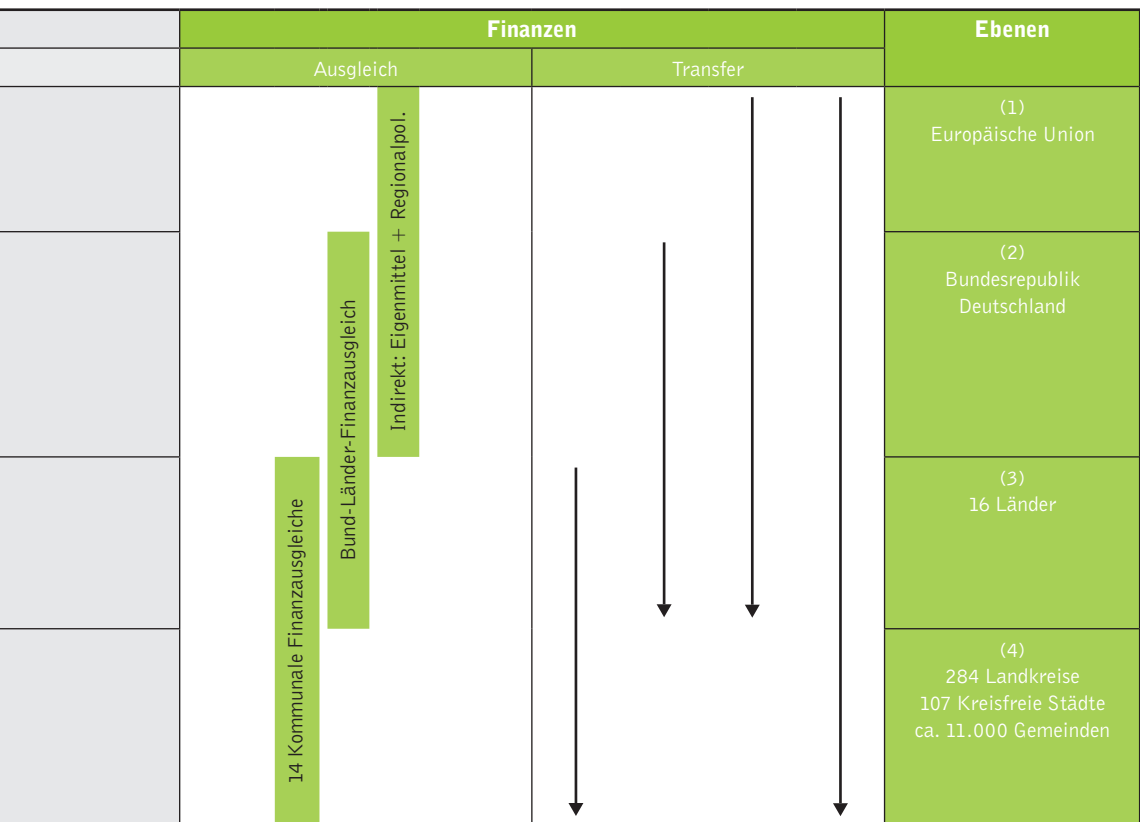 Finanzen
Ebenen
Ausgleich
Transfer
Indirekt: Eigenmittel + Regionalpol.
Bund-Länder-Finanzausgleich
14 Kommunale Finanzausgleiche
(1)
Europäische Union
(2)
Bundesrepublik
Deutschland
(3)
16 Länder
(4)
284 Landkreise
107 Kreisfreie Städte
ca. 11.000 Gemeinden